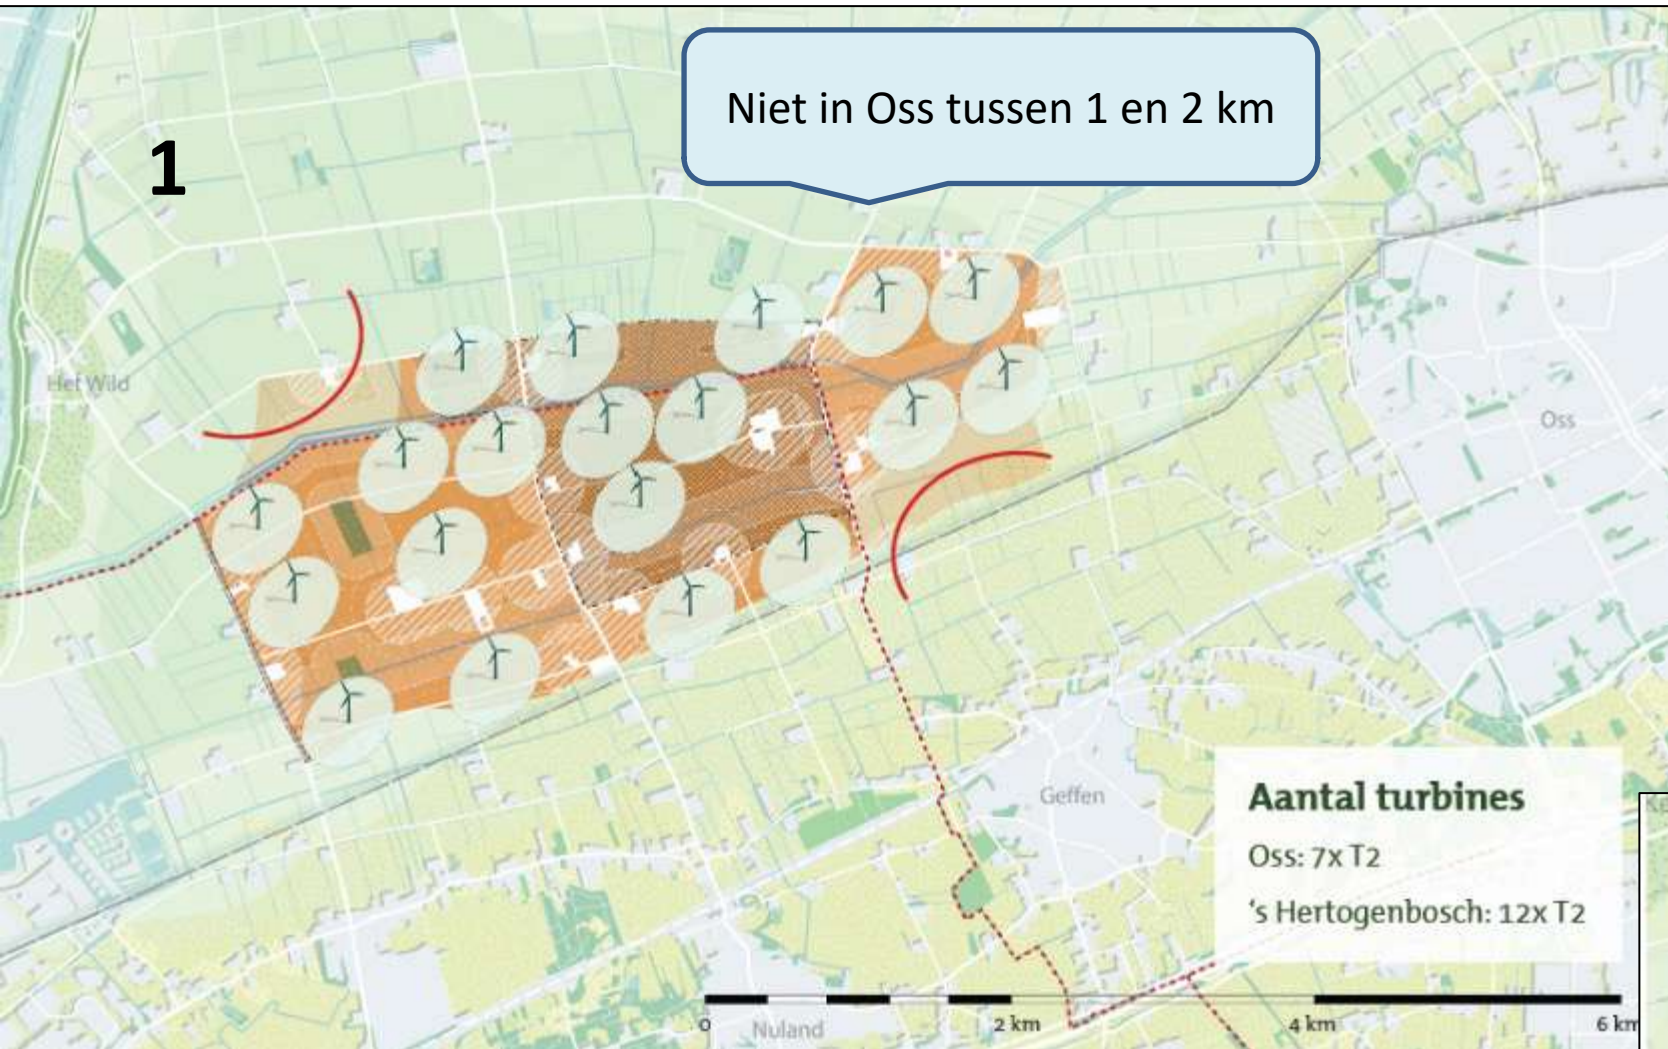 Niet in Oss tussen 1 en 2 km
1
Het Wild
Oss
Geffen
Aantal turbines
Oss: 7x T2
‘s Hertogenbosch: 12x T2
0
2 km
4 km
6 km
Nuland